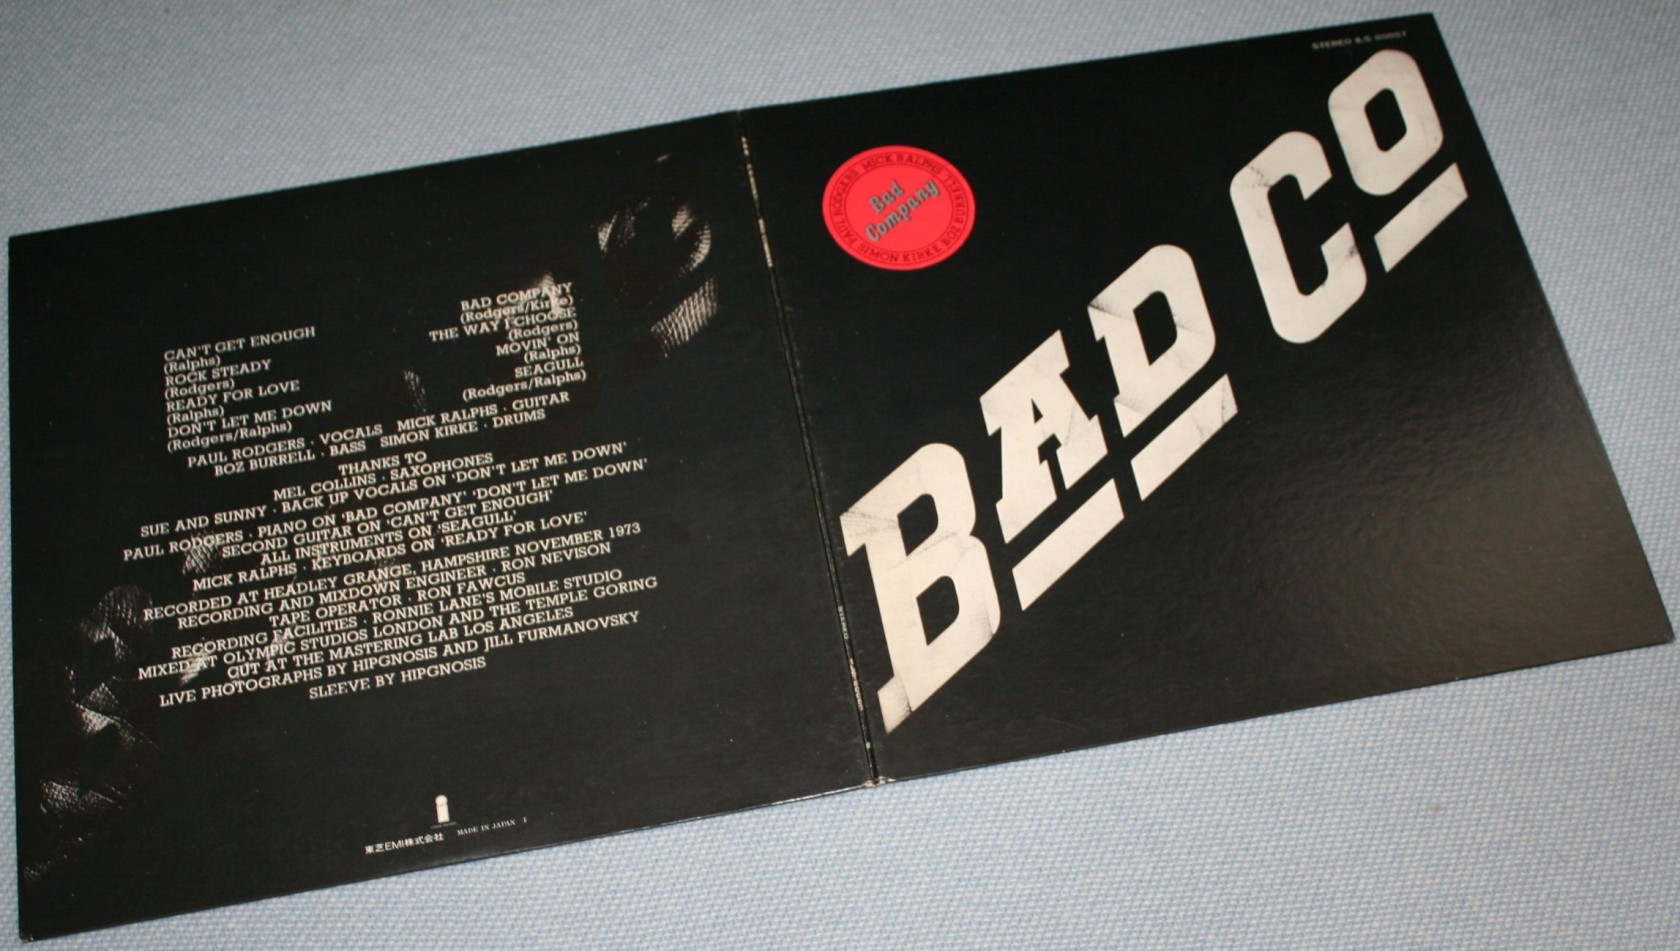 CAN'T GET ENOUGH
(Ralphs)
ROCK STEADY
(Rodgers)
READY FOR LOVE
(Ralphs)
DON'T LET ME DOWN
(Rodgers/Ralphs)
BAD COMPANY
(Rodgers/Kirke)
THE WAY I CHOOSE
(Rodgers)
MOVIN' ON
(Ralphs)
SEAGULL
(Rodgers/Ralphs)
PAUL RODGERS · VOCALS MICK RALPHS · GUITAR
BOZ BURRELL · BASS SIMON KIRKE · DRUMS
THANKS TO
MEL COLLINS · SAXOPHONES
SUE AND SUNNY · BACK UP VOCALS ON 'DON'T LET ME DOWN'
PAUL RODGERS · PIANO ON 'BAD COMPANY' 'DON'T LET ME DOWN'
SECOND GUITAR ON 'CAN'T GET ENOUGH'
ALL INSTRUMENTS ON 'SEAGULL'
MICK RALPHS · KEYBOARDS ON 'READY FOR LOVE'
RECORDED AT HEADLEY GRANGE, HAMPSHIRE NOVEMBER 1973
RECORDING AND MIXDOWN ENGINEER · RON NEVISON
TAPE OPERATOR · RON FAWCUS
RECORDING FACILITIES · RONNIE LANE'S MOBILE STUDIO
MIXED AT OLYMPIC STUDIOS LONDON AND THE TEMPLE GORING
CUT AT THE MASTERING LAB LOS ANGELES
LIVE PHOTOGRAPHS BY HIPGNOSIS AND JILL FURMANOVSKY
SLEEVE BY HIPGNOSIS
i
東芝EMI株式会社 MADE IN JAPAN
STEREO
PAUL RODGERS MICK RALPHS BOZ BURRELL SIMON KIRKE
Bad
Company
BAD CO